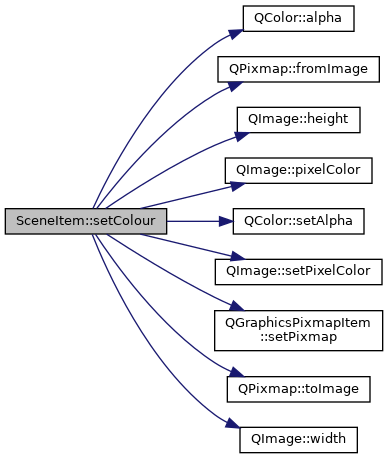 QColor::alpha
QPixmap::fromImage
QImage::height
QImage::pixelColor
SceneItem::setColour
QColor::setAlpha
QImage::setPixelColor
QGraphicsPixmapItem
::setPixmap
QPixmap::toImage
QImage::width